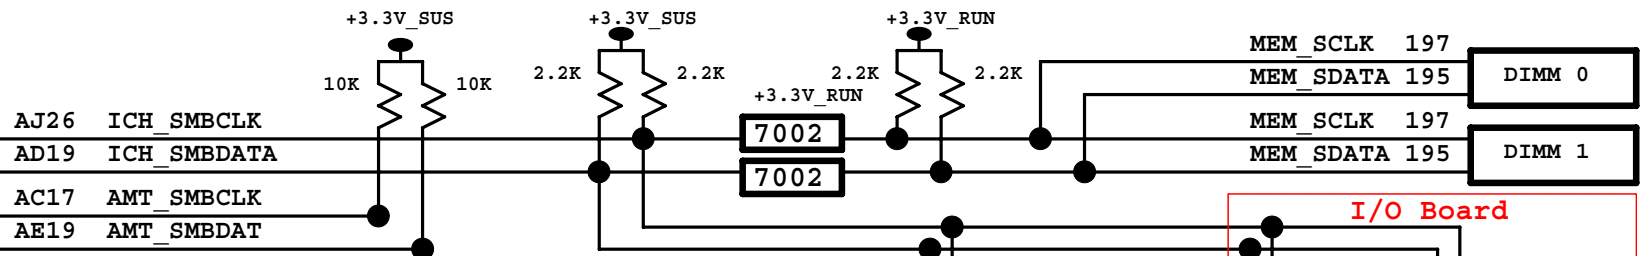 +3.3V_SUS +3.3V_SUS +3.3V_RUN
MEM_SCLK 197
10K 10K 2.2K 2.2K 2.2K 2.2K MEM_SDATA 195 DIMM 0
+3.3V_RUN
AJ26 ICH_SMBCLK 7002 MEM_SCLK 197
AD19 ICH_SMBDATA 7002 MEM_SDATA 195 DIMM 1
AC17 AMT_SMBCLK
I/O Board
AE19 AMT_SMBDAT